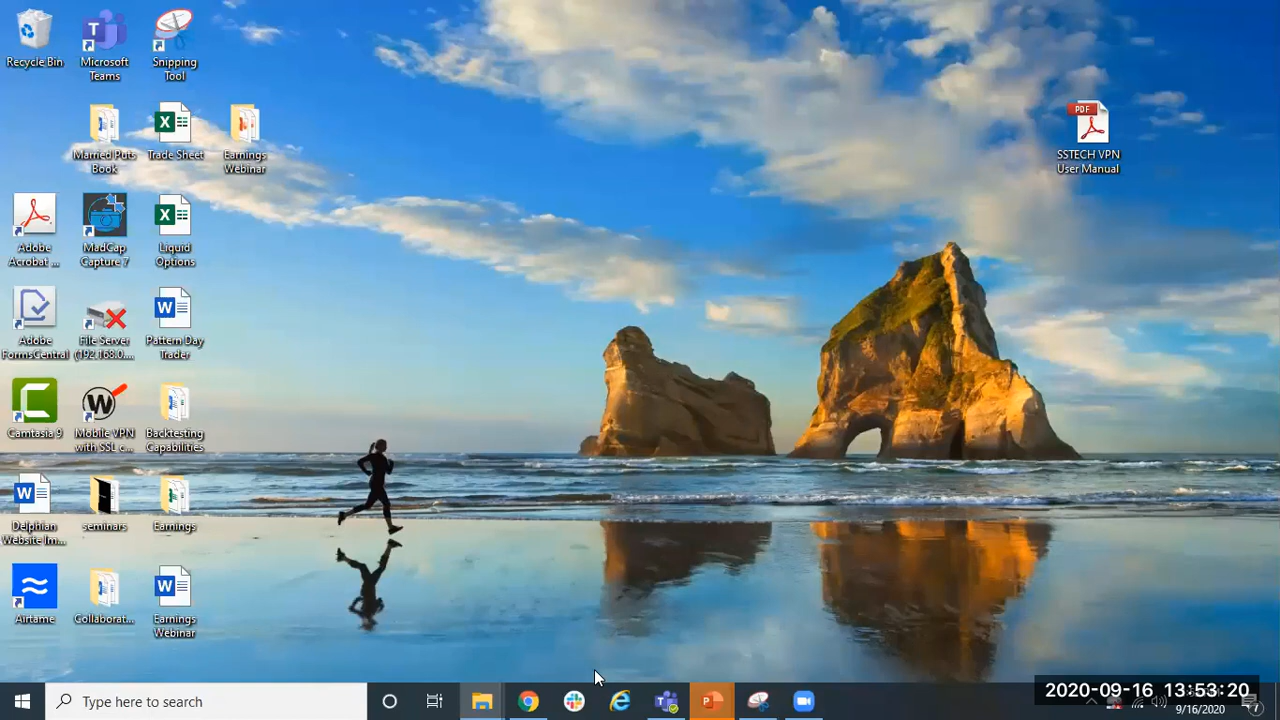 Recycle Bin
Microsoft
Teams
Snipping
Tool
Married Puts
Book
Trade Sheet
Earnings
Webinar
PDF
SSTECH VPN
User Manual
Adobe
Acrobat ...
MadCap
Capture 7
Liquid
Options
Adobe
FormsCentral
File Server
(192.168.0....
Pattern Day
Trader
Camtasia 9
Mobile VPN
with SSL c...
Backtesting
Capabilities
Delphian
Website Im...
seminars
Earnings
Airtame
Collaborat...
Earnings
Webinar
Type here to search
2020-09-16 13:53:20
9/16/2020